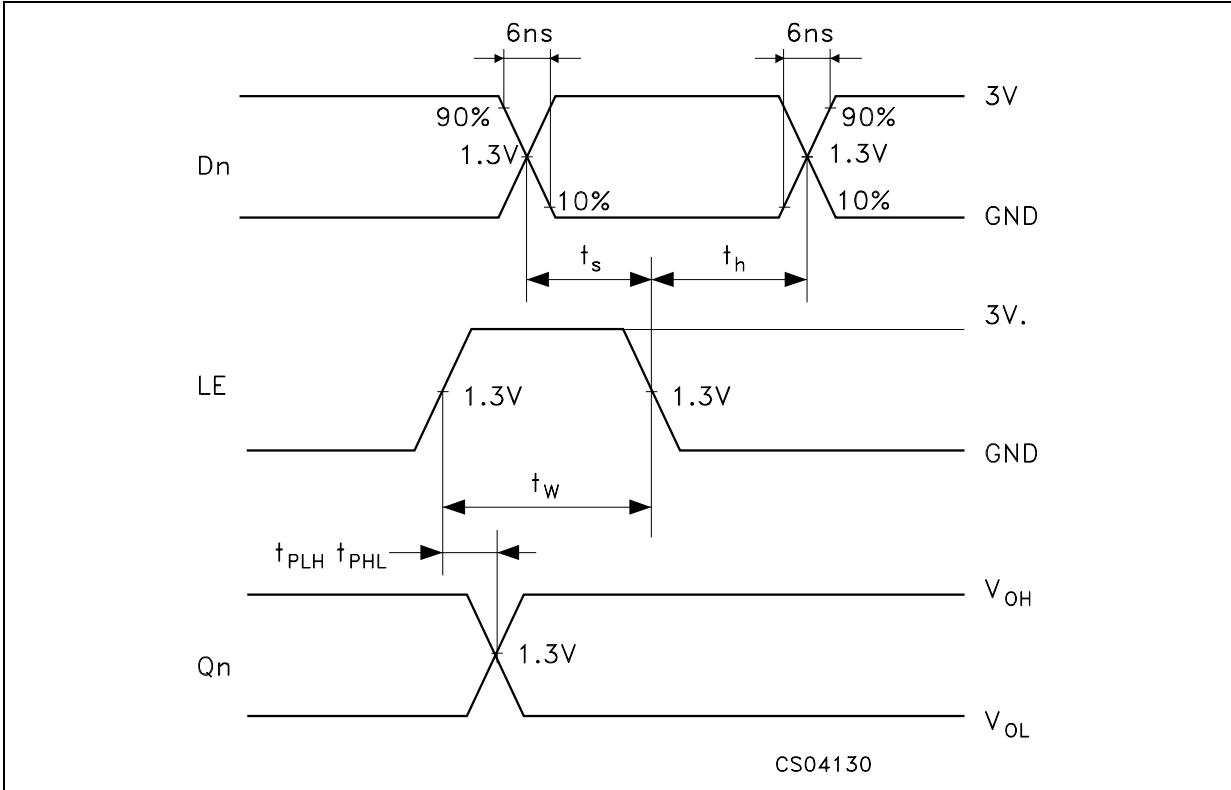 6ns 6ns
3V
90% 90%
1.3V 1.3V
Dn
10% 10%
GND
ts th
3V.
LE
1.3V 1.3V
GND
tW
tPLH tPHL
VOH
1.3V
Qn
VOL
CS04130